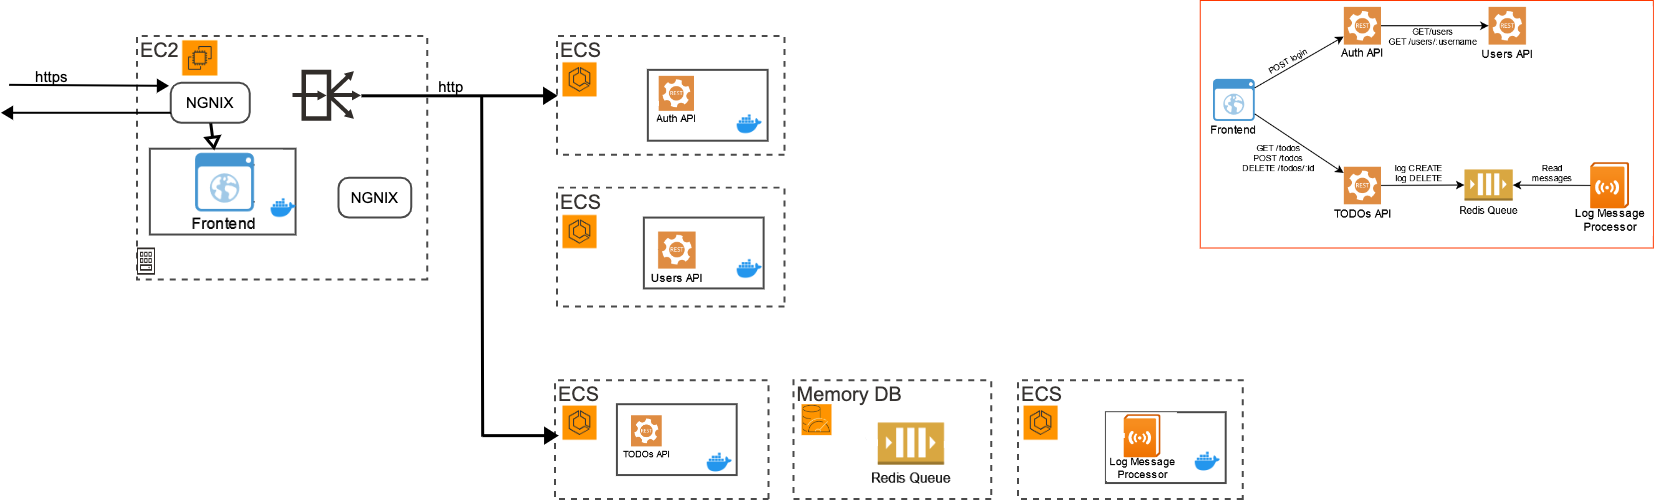 https
EC2
NGNIX
Frontend
NGNIX
http
ECS
REST
Auth API
ECS
REST
Users API
ECS
REST
TODOs API
Memory DB
Redis Queue
ECS
Log Message
Processor
REST
Auth API
GET/users
GET /users/:username
REST
Users API
POST login
Frontend
GET /todos
POST /todos
DELETE /todos/:id
REST
TODOs API
log CREATE
log DELETE
Redis Queue
Read
messages
Log Message
Processor